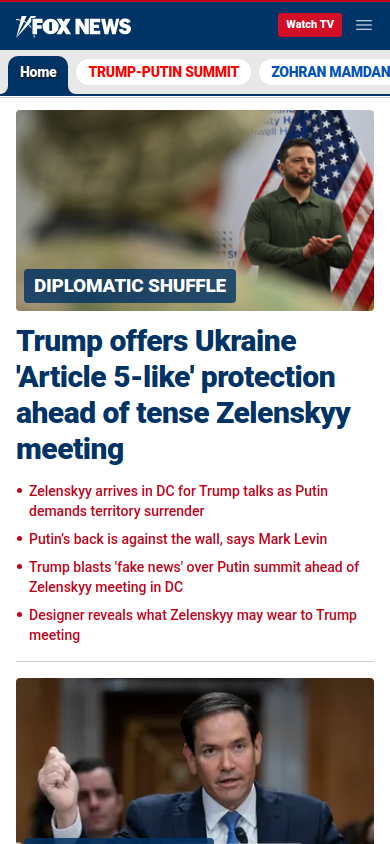 FOX NEWS
Watch TV
Home
TRUMP-PUTIN SUMMIT
ZOHRAN MAMDAN
DIPLOMATIC SHUFFLE
Trump offers Ukraine
'Article 5-like' protection
ahead of tense Zelenskyy
meeting
Zelenskyy arrives in DC for Trump talks as Putin
demands territory surrender
Putin’s back is against the wall, says Mark Levin
Trump blasts 'fake news' over Putin summit ahead of
Zelenskyy meeting in DC
Designer reveals what Zelenskyy may wear to Trump
meeting